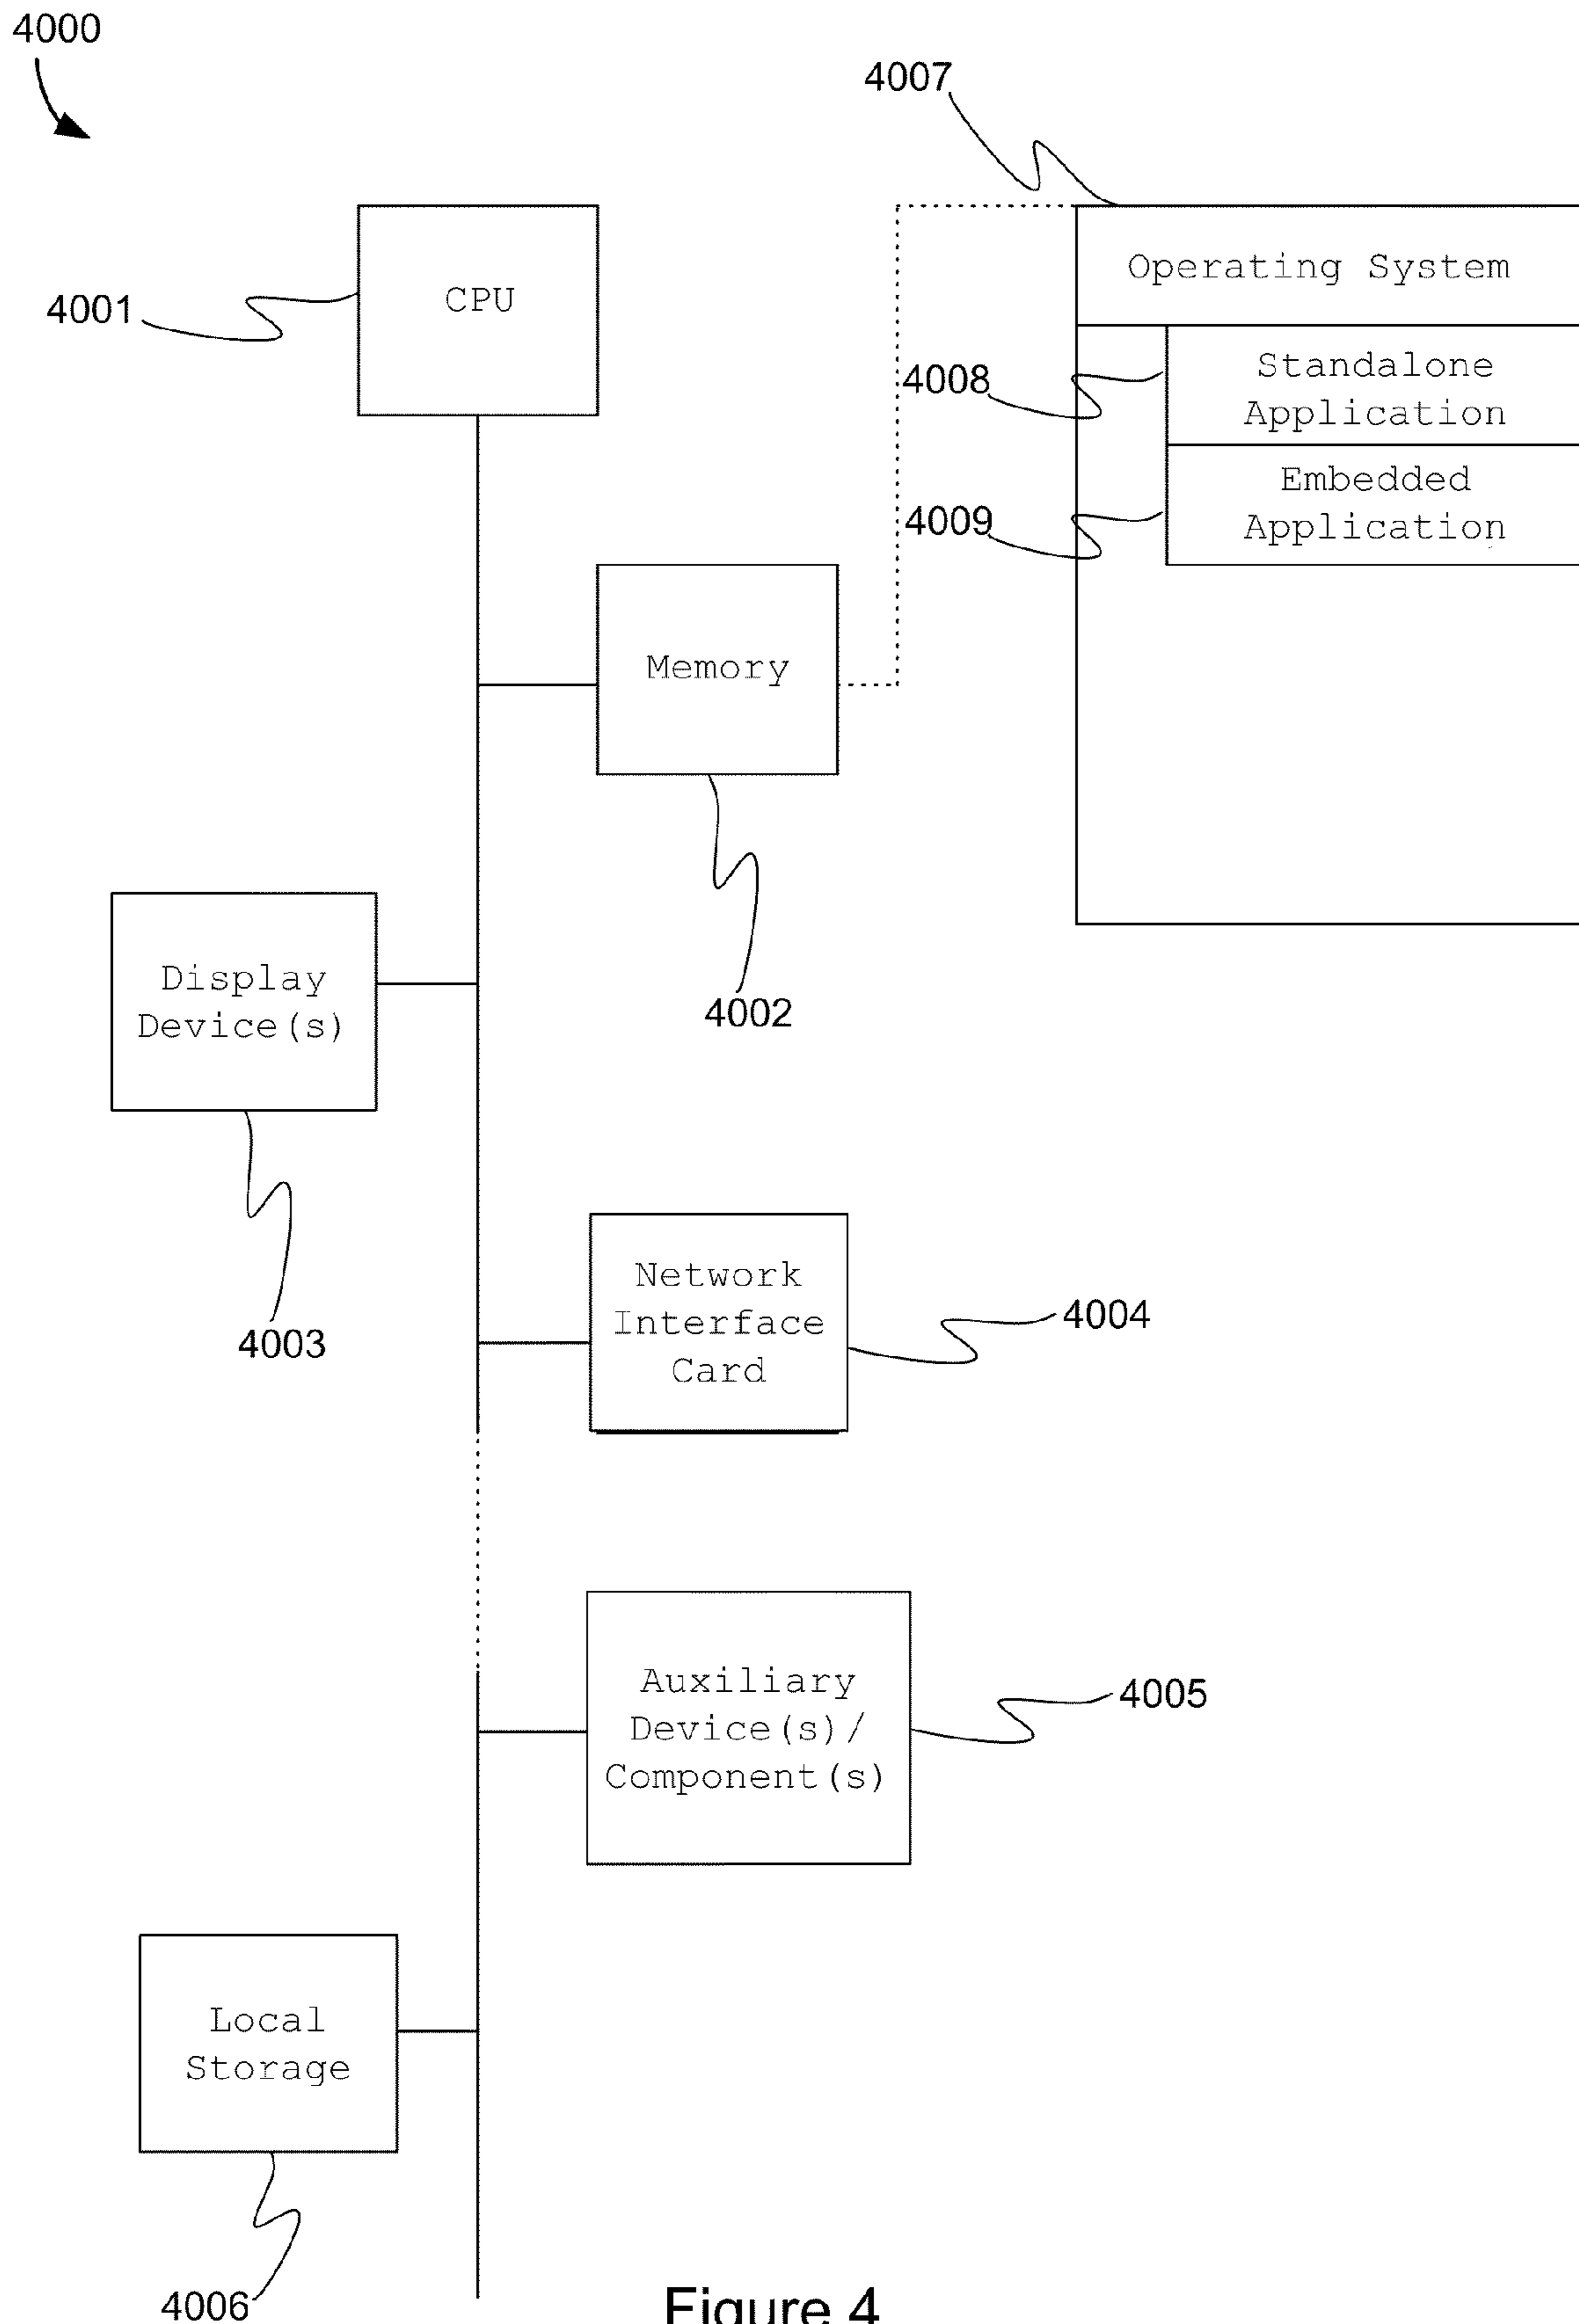 4000
4007
Operating System
CPU
4001
4008
Standalone
Application
4009
Embedded
Application
Memory
4002
Display
Device(s)
4003
Network
Interface
Card
4004
Auxiliary
Device(s)/
Component(s)
4005
Local
Storage
4006
Figure 4